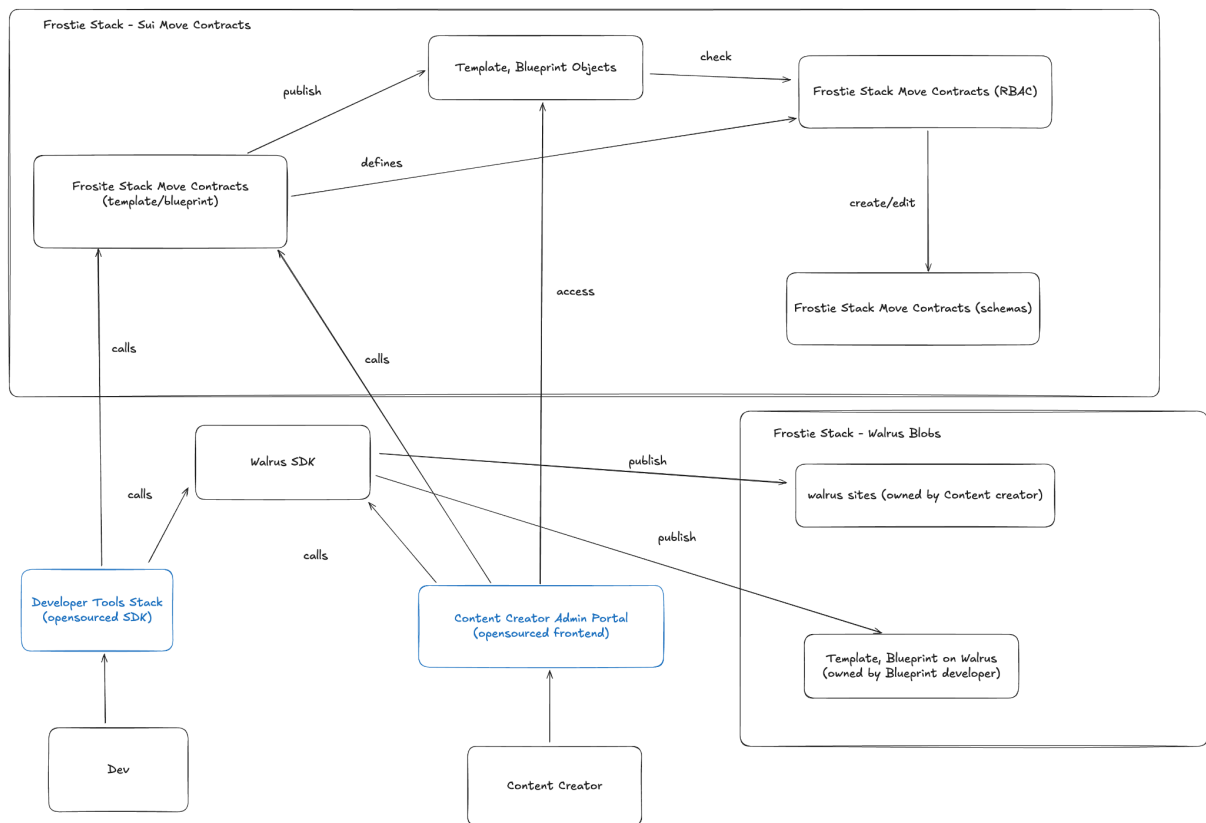 Frostie Stack - Sui Move Contracts
Template, Blueprint Objects
check
Frostie Stack Move Contracts (RBAC)
publish
defines
Frosite Stack Move Contracts
(template/blueprint)
create/edit
access
Frostie Stack Move Contracts (schemas)
calls
calls
Frostie Stack - Walrus Blobs
Walrus SDK
publish
walrus sites (owned by Content creator)
calls
publish
calls
Developer Tools Stack
(opensourced SDK)
Content Creator Admin Portal
(opensourced frontend)
Template, Blueprint on Walrus
(owned by Blueprint developer)
Dev
Content Creator